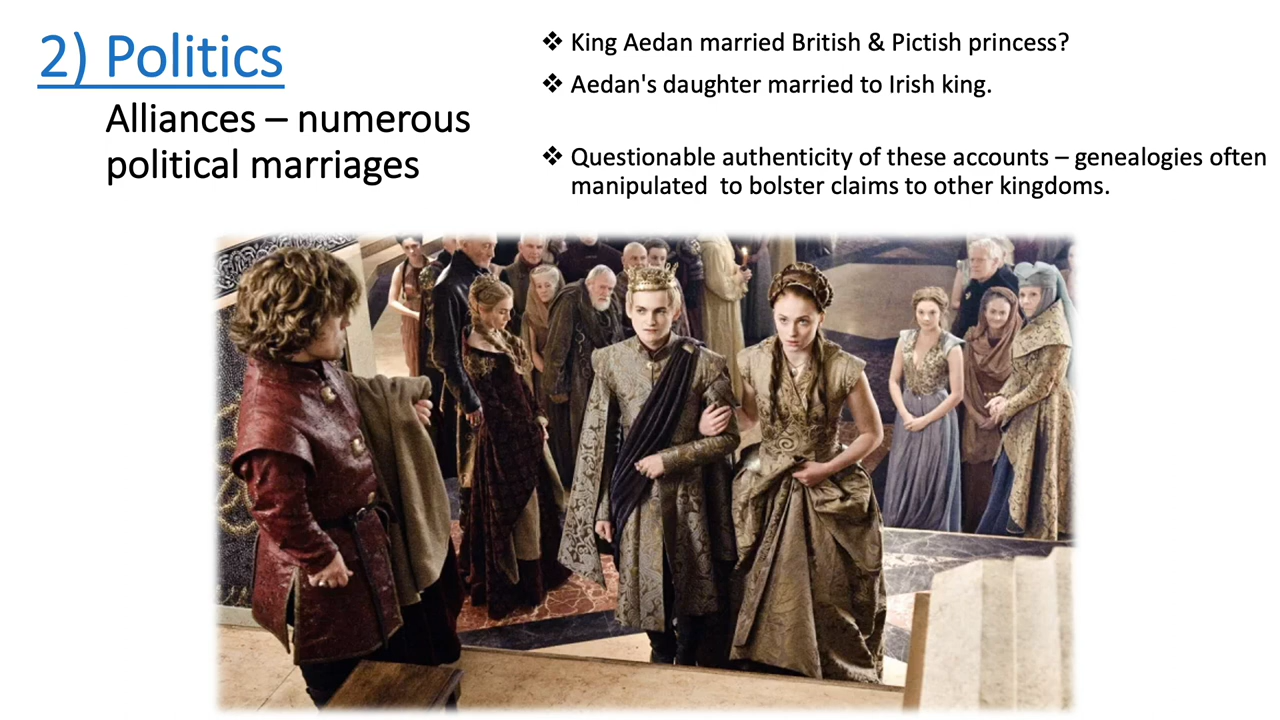 2) Politics
Alliances – numerous
political marriages
❖ King Aedan married British & Pictish princess?
❖ Aedan's daughter married to Irish king.
❖ Questionable authenticity of these accounts – genealogies often
manipulated  to bolster claims to other kingdoms.